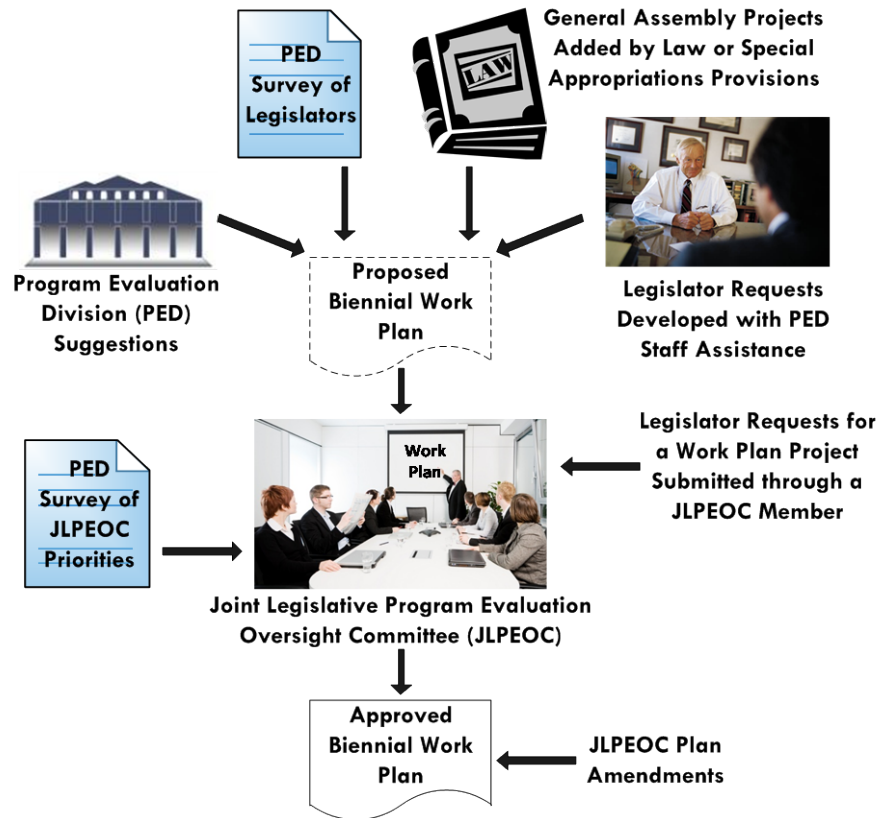 PED
Survey of
Legislators
LAW
General Assembly Projects
Added by Law or Special
Appropriations Provisions
Program Evaluation
Division (PED)
Suggestions
Proposed
Biennial Work
Plan
Legislator Requests
Developed with PED
Staff Assistance
PED
Survey of
JLPEOC
Priorities
Work
Plan
Legislator Requests for
a Work Plan Project
Submitted through a
JLPEOC Member
Joint Legislative Program Evaluation
Oversight Committee (JLPEOC)
Approved
Biennial Work
Plan
JLPEOC Plan
Amendments